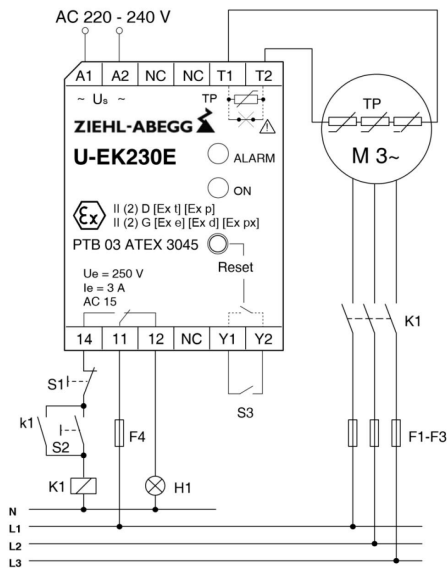 AC 220 - 240 V
A1 A2 NC NC T1 T2
~ Us ~
TP
ZIEHL-ABEGG
U-EK230E
ALARM
ON
Ex
II (2) D [Ex t] [Ex p]
II (2) G [Ex e] [Ex d] [Ex px]
PTB 03 ATEX 3045
Reset
Ue = 250 V
Ie = 3 A
AC 15
14 11 12 NC Y1 Y2
TP
M 3~
K1
S1
k1
S2
F4
S3
F1-F3
K1
H1
N
L1
L2
L3